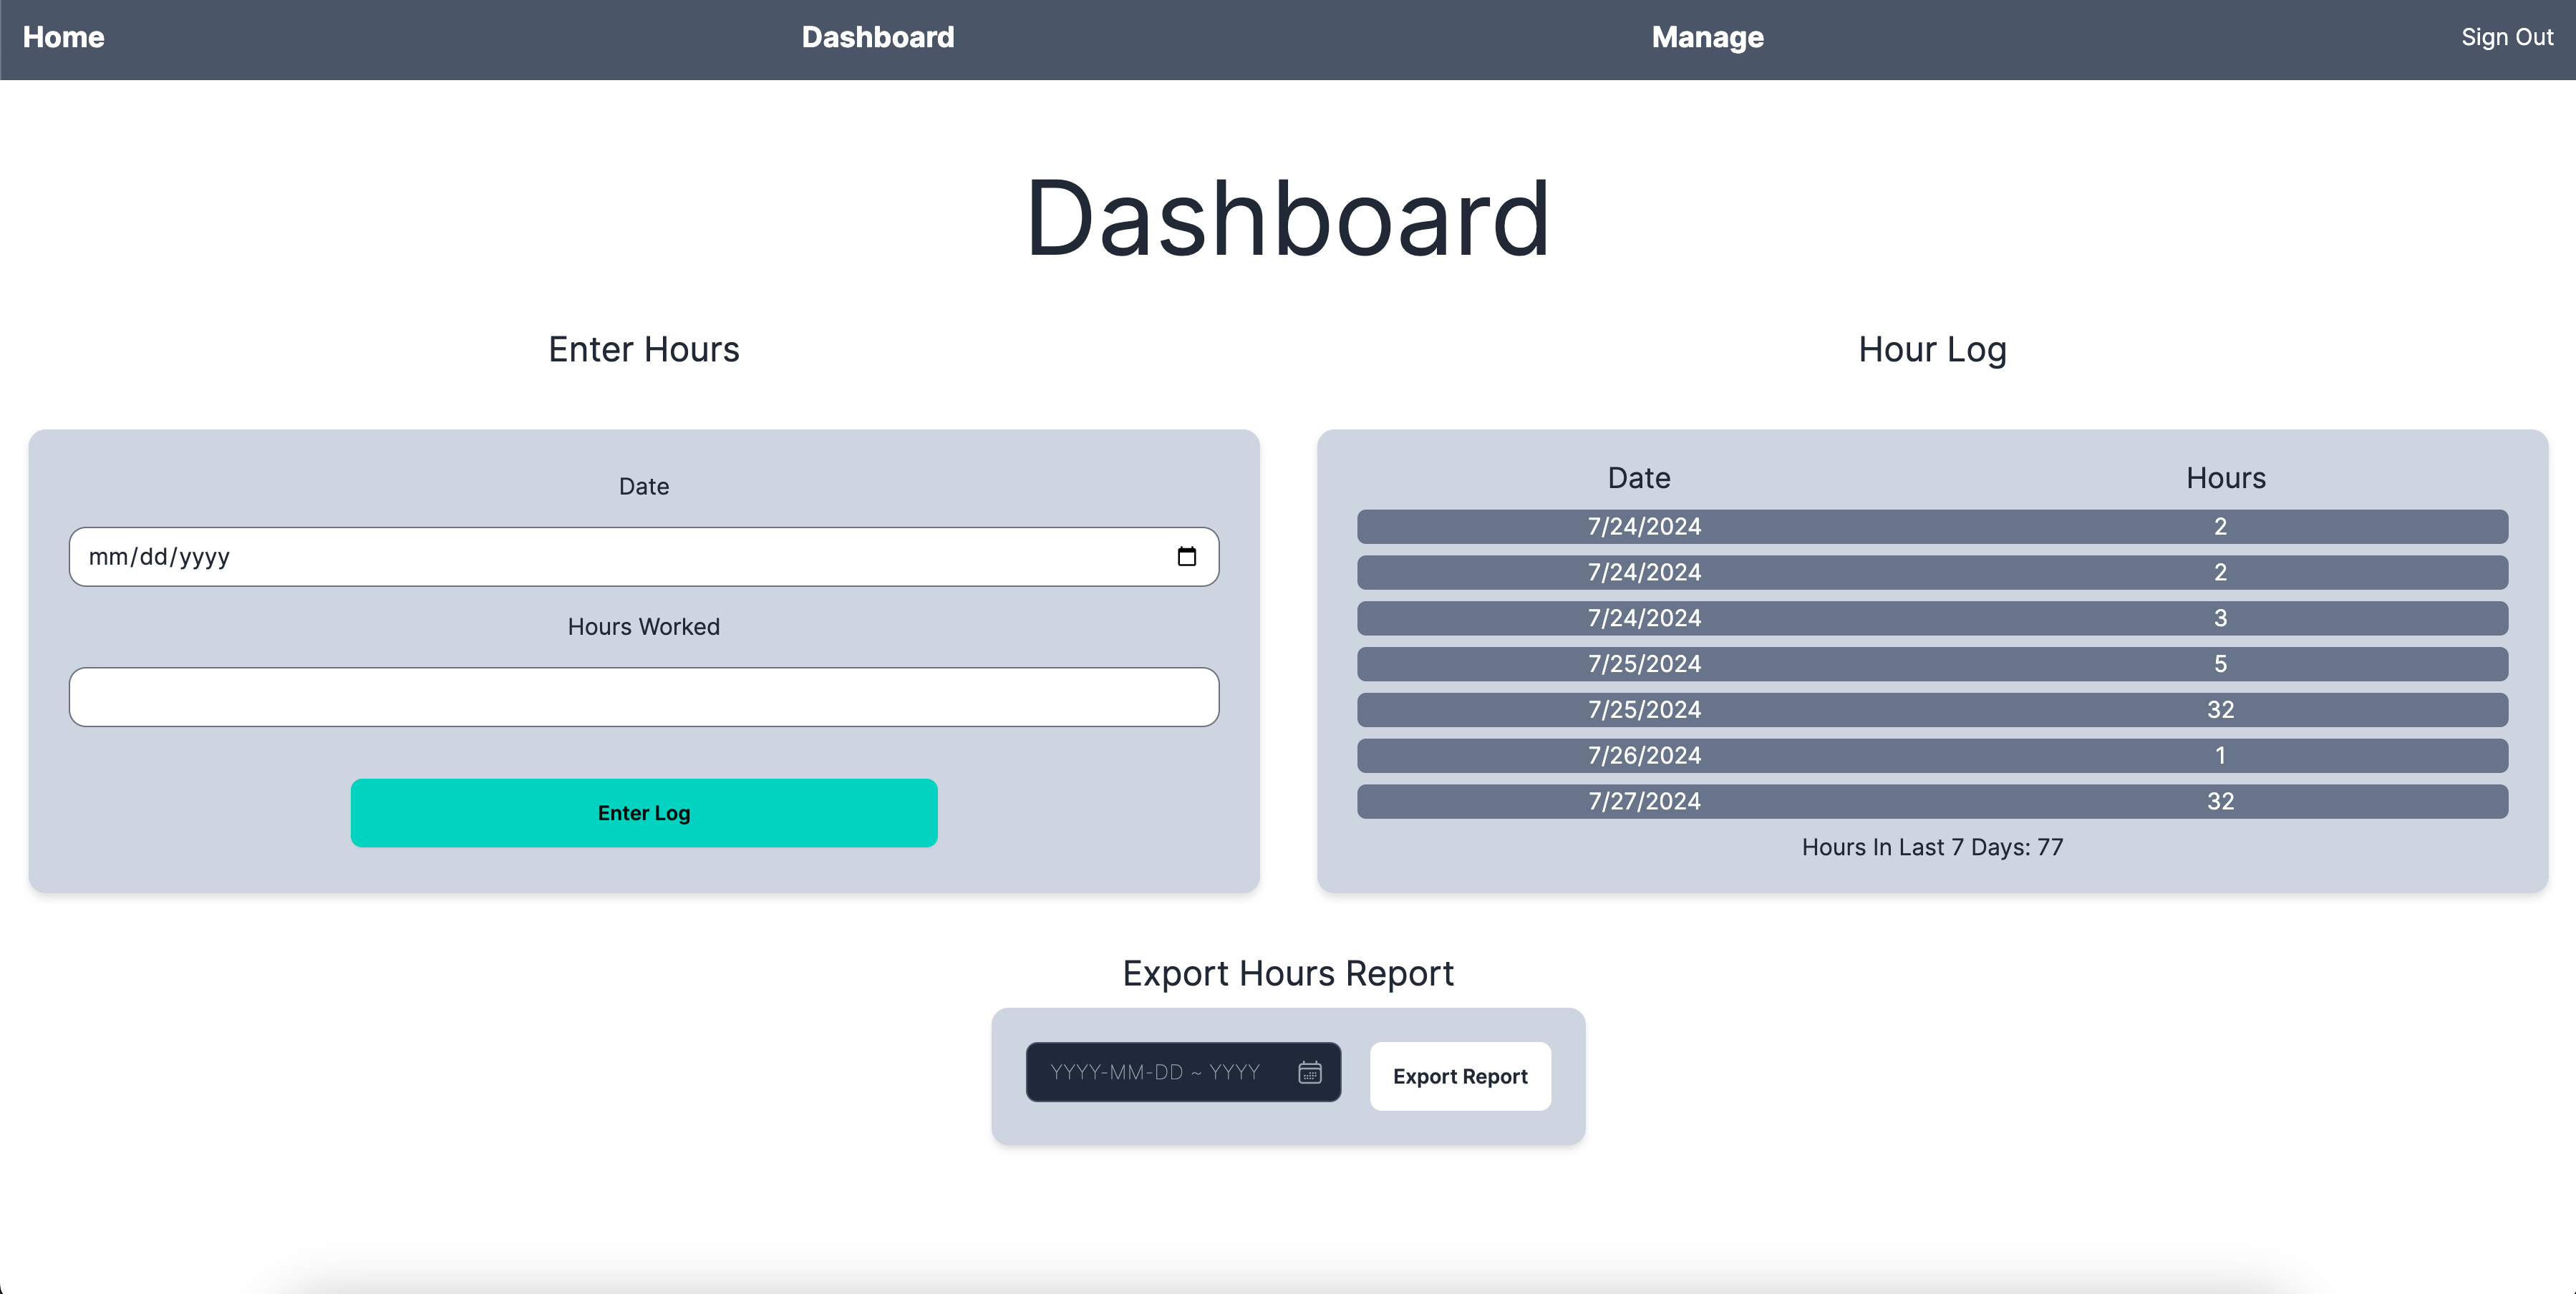 Home Dashboard Manage Sign Out
Dashboard
Enter Hours
Date
mm/dd/yyyy
Hours Worked
Enter Log
Hour Log
Date Hours
7/24/2024 2
7/24/2024 2
7/24/2024 3
7/25/2024 5
7/25/2024 32
7/26/2024 1
7/27/2024 32
Hours In Last 7 Days: 77
Export Hours Report
YYYY-MM-DD ~ YYYY
Export Report